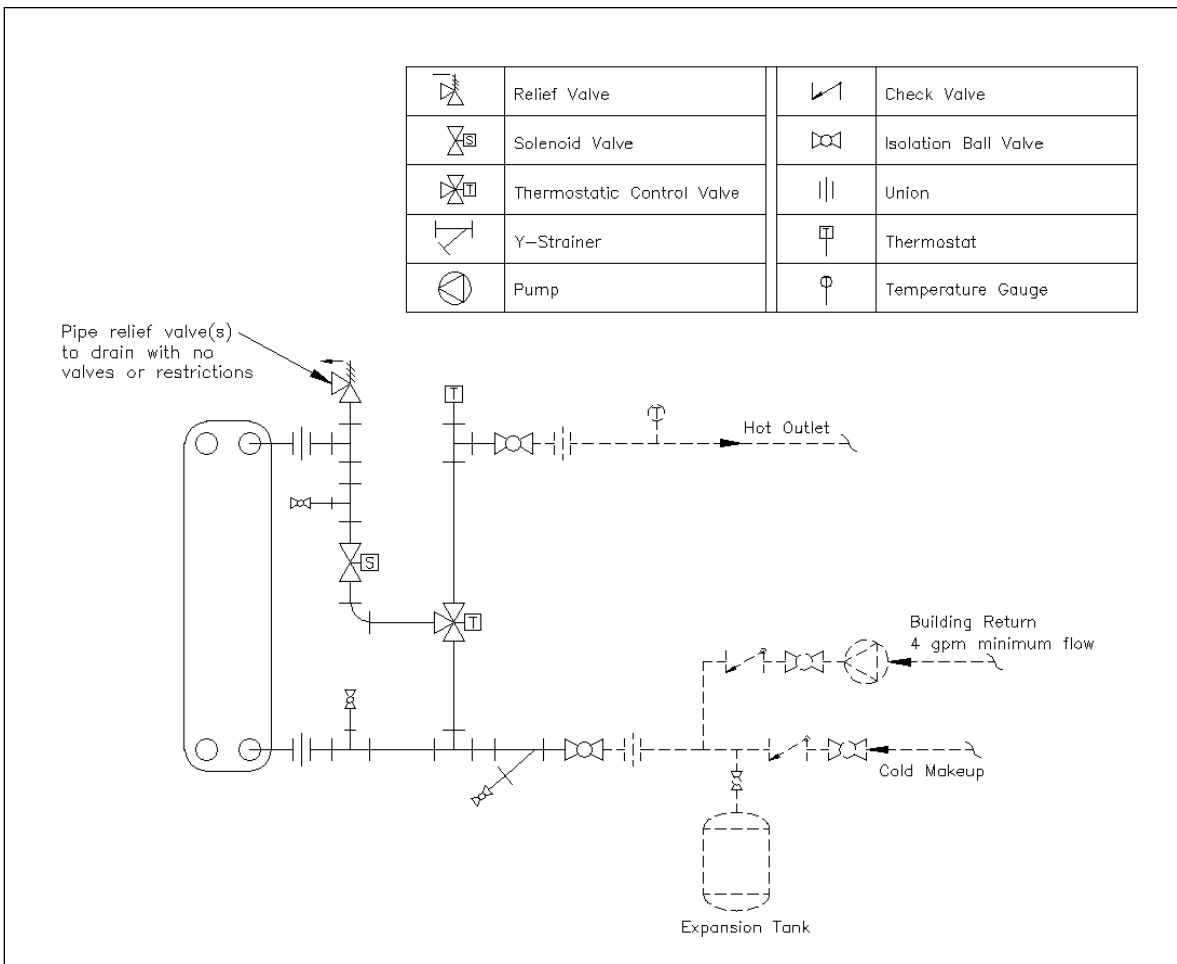 Relief Valve
Check Valve
S
Solenoid Valve
Isolation Ball Valve
T
Thermostatic Control Valve
Union
Y-Strainer
T
Thermostat
Pump
Temperature Gauge
Pipe relief valve(s)
to drain with no
valves or restrictions
T
T
Hot Outlet
S
T
Building Return
4 gpm minimum flow
Cold Makeup
Expansion Tank